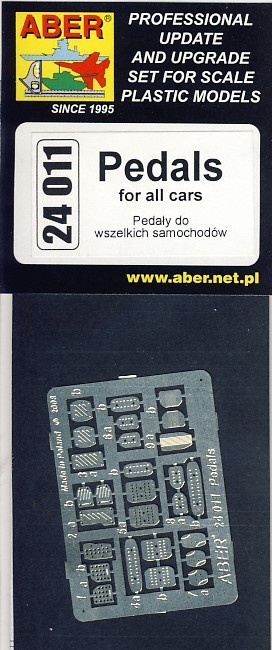 ABER®
SINCE 1995
PROFESSIONAL
UPDATE
AND UPGRADE
SET FOR SCALE
PLASTIC MODELS
24 011
Pedals
for all cars
Pedały do
wszelkich samochodów
www.aber.net.pl
Made in Poland © 2008
ABER® 24 011 Pedals